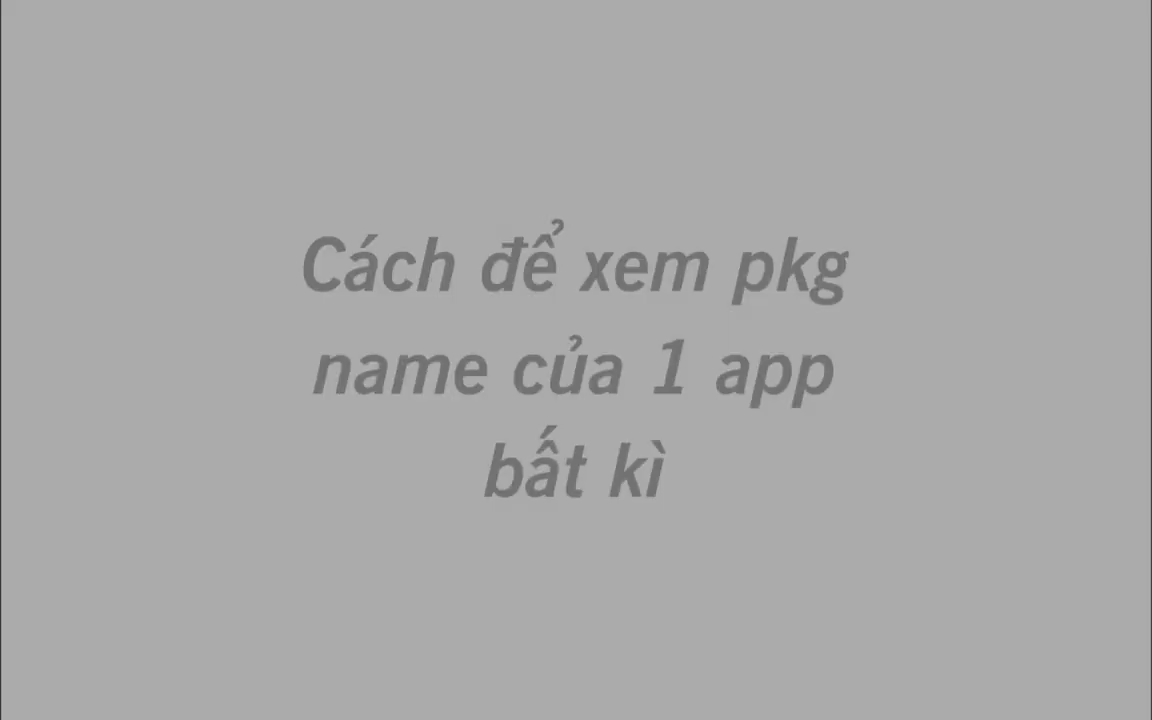 Cách để xem pkg
name của 1 app
bất kì